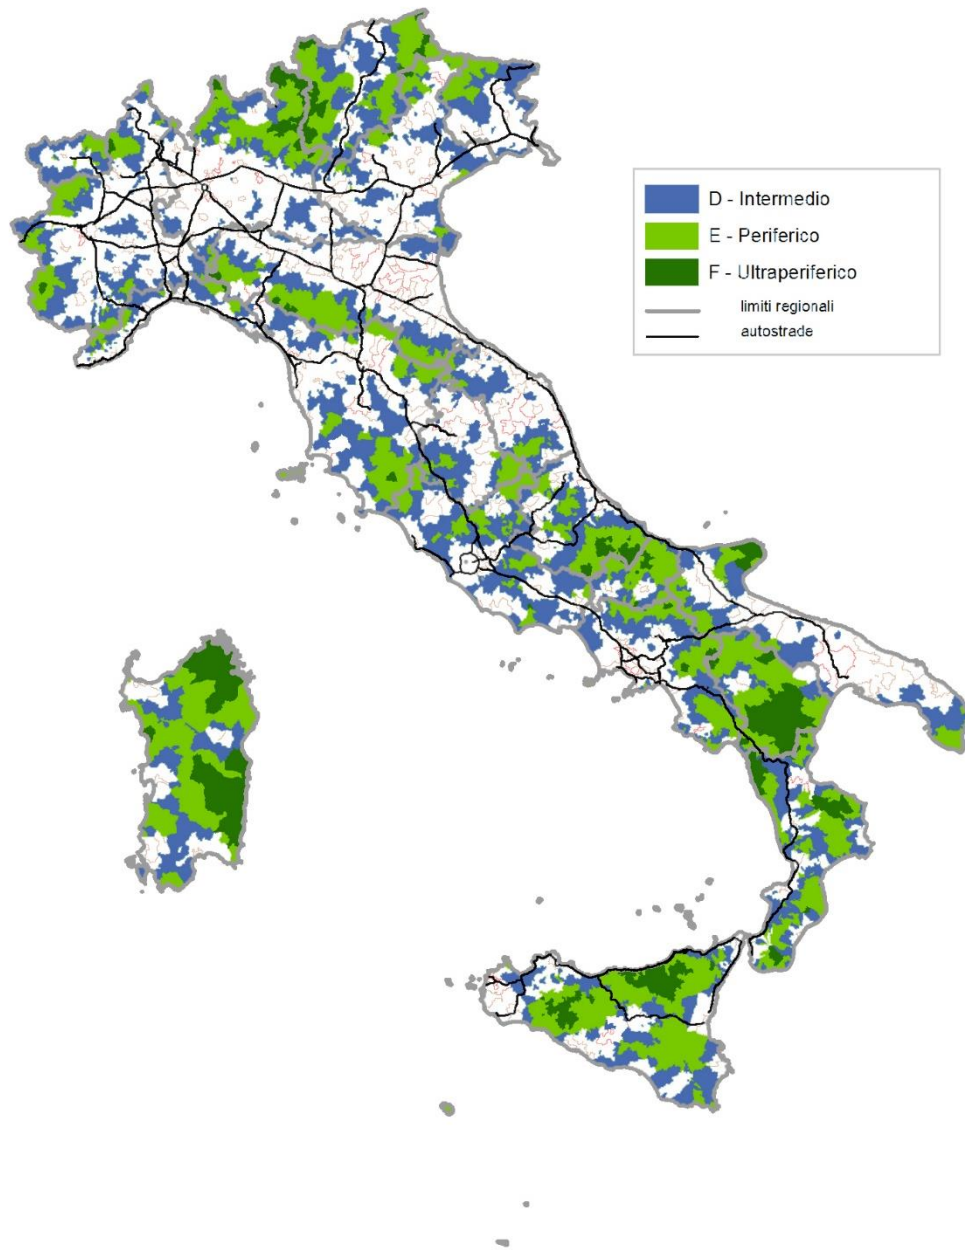 D - Intermedio
E - Periferico
F - Ultraperiferico
limiti regionali
autostrade